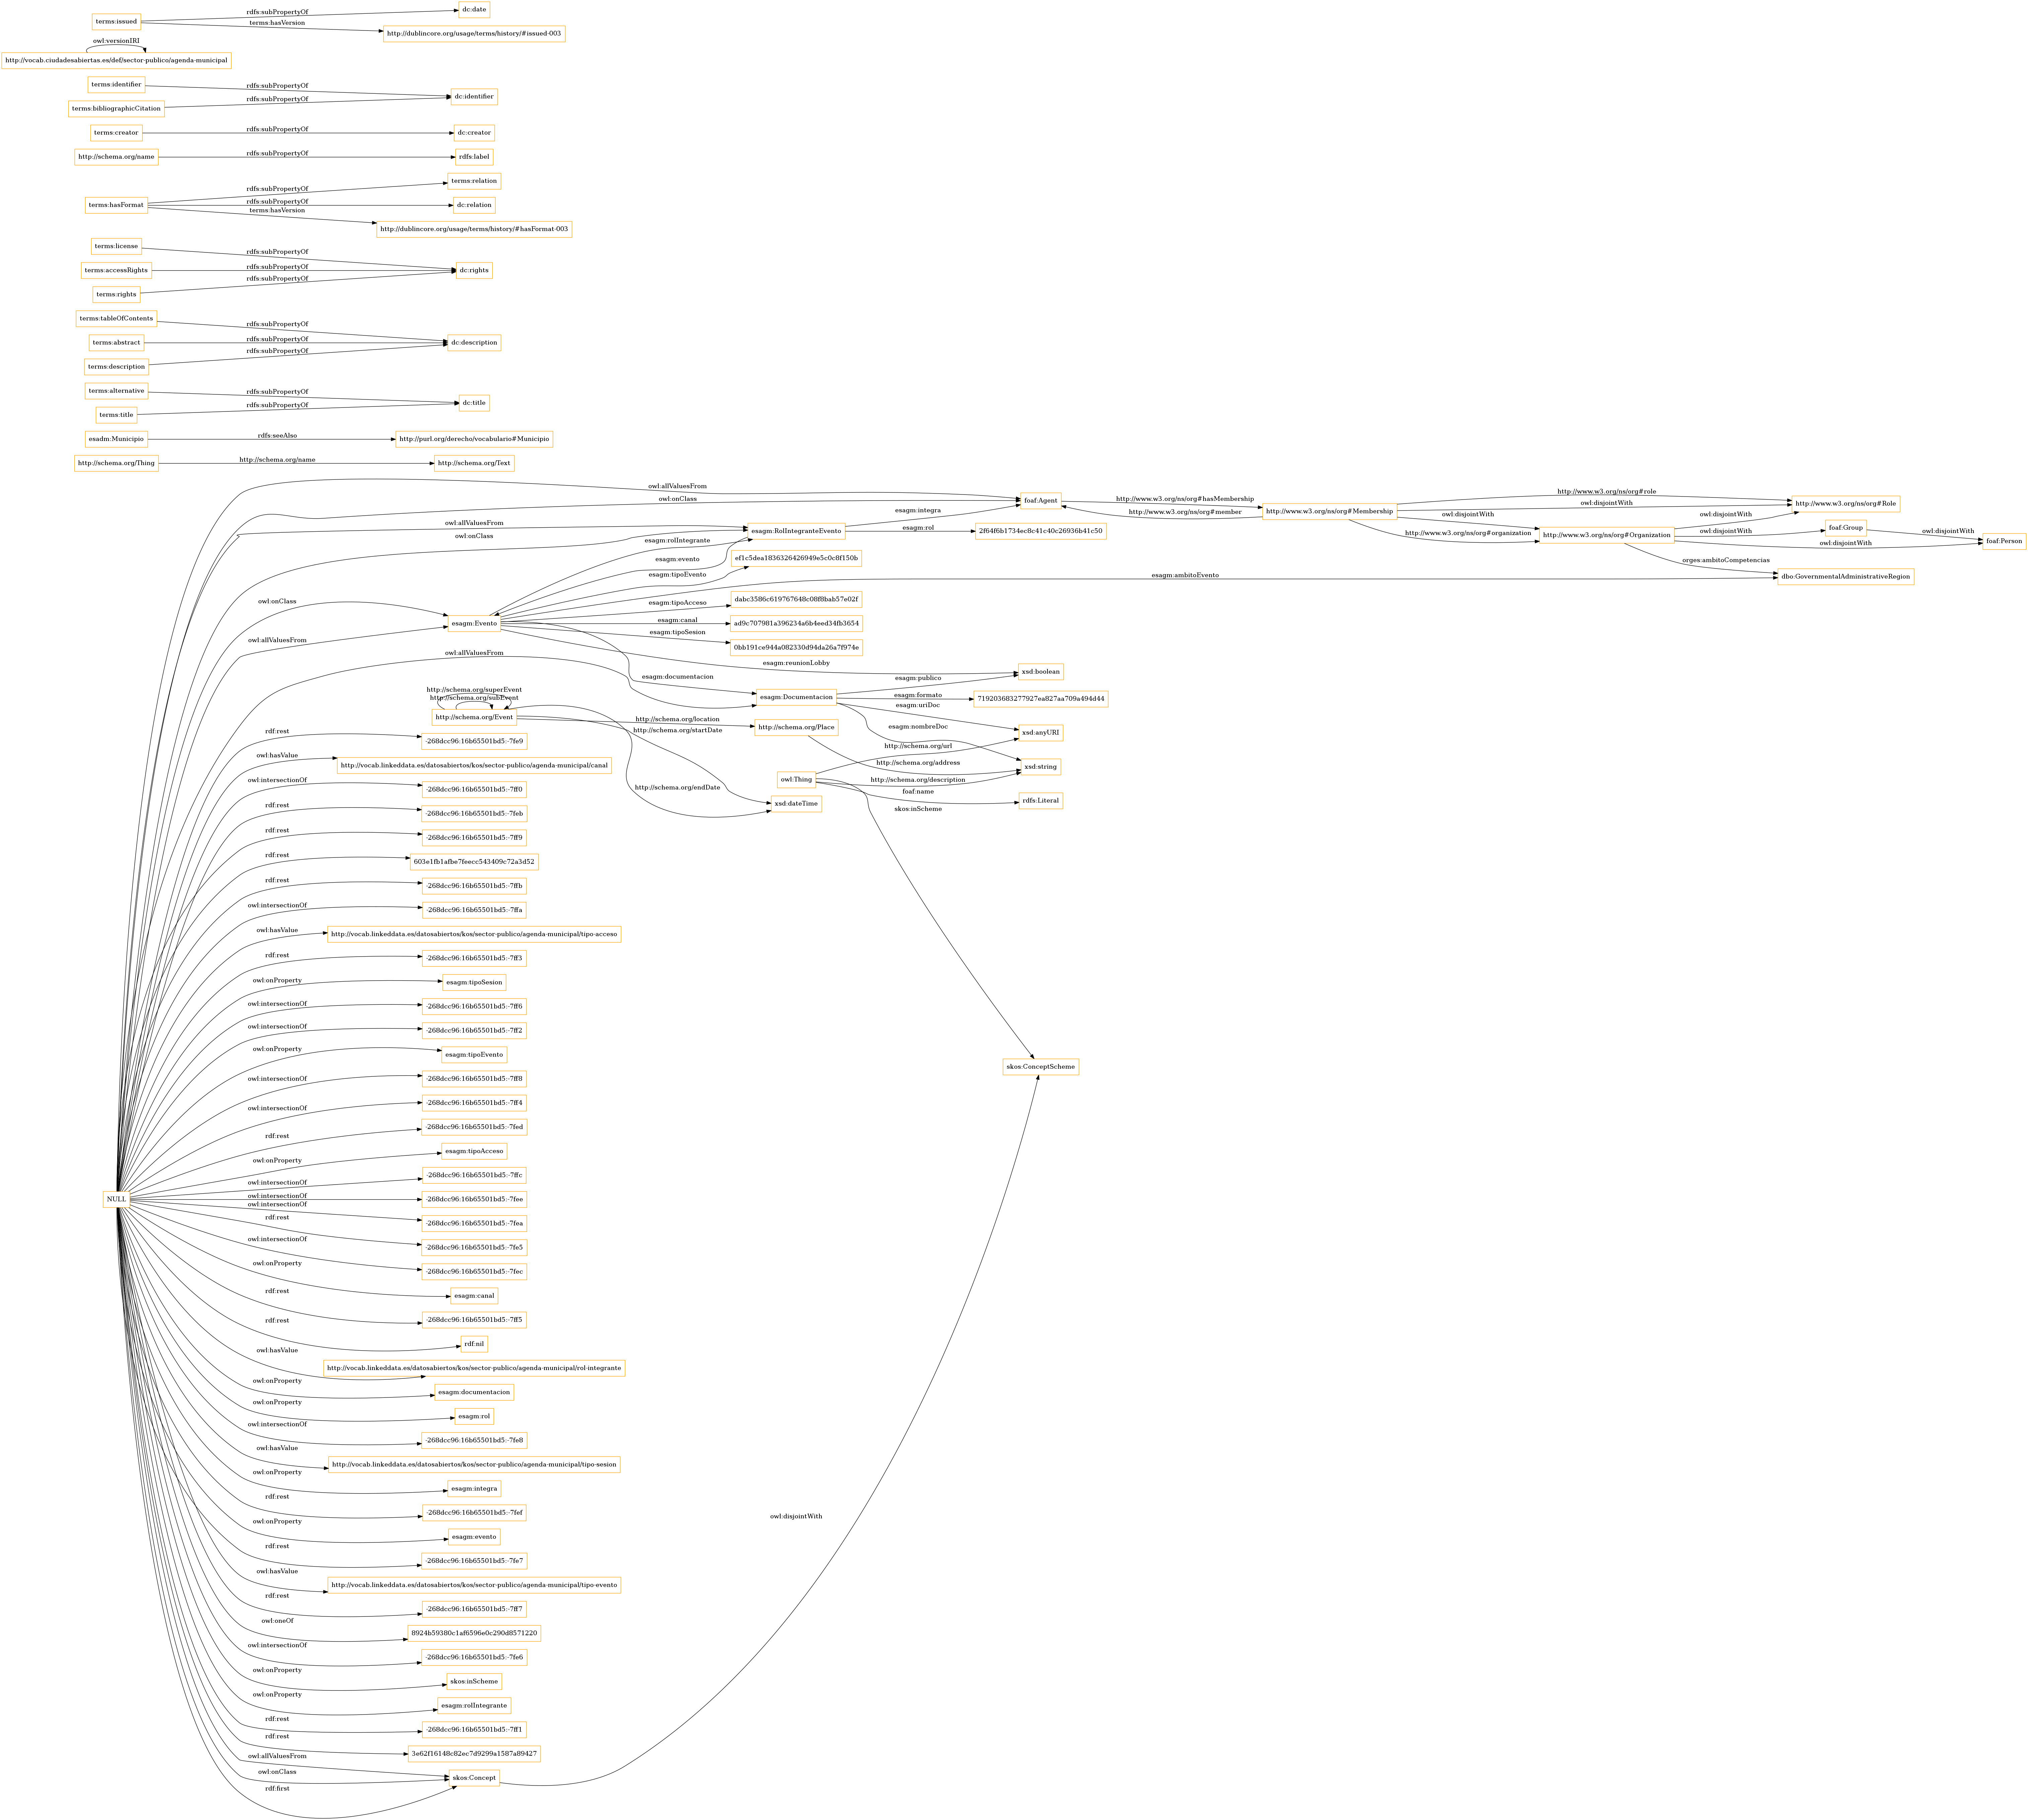 terms:issued
rdfs:subPropertyOf
dc:date
terms:hasVersion
http://dublincore.org/usage/terms/history/#issued-003
owl:versionIRI
http://vocab.ciudadesabiertas.es/def/sector-publico/agenda-municipal
terms:identifier
rdfs:subPropertyOf
dc:identifier
terms:bibliographicCitation
rdfs:subPropertyOf
terms:creator
rdfs:subPropertyOf
dc:creator
http://schema.org/name
rdfs:subPropertyOf
rdfs:label
terms:hasFormat
rdfs:subPropertyOf
terms:relation
rdfs:subPropertyOf
dc:relation
terms:hasVersion
http://dublincore.org/usage/terms/history/#hasFormat-003
terms:license
rdfs:subPropertyOf
terms:accessRights
rdfs:subPropertyOf
dc:rights
terms:rights
rdfs:subPropertyOf
terms:tableOfContents
rdfs:subPropertyOf
terms:abstract
rdfs:subPropertyOf
dc:description
terms:description
rdfs:subPropertyOf
terms:alternative
rdfs:subPropertyOf
dc:title
terms:title
rdfs:subPropertyOf
esadm:Municipio
rdfs:seeAlso
http://purl.org/derecho/vocabulario#Municipio
http://schema.org/Thing
http://schema.org/name
http://schema.org/Text
owl:allValuesFrom
owl:onClass
foaf:Agent
http://www.w3.org/ns/org#hasMembership
http://www.w3.org/ns/org#member
http://www.w3.org/ns/org#Membership
http://www.w3.org/ns/org#role
owl:disjointWith
http://www.w3.org/ns/org#Role
owl:disjointWith
http://www.w3.org/ns/org#organization
http://www.w3.org/ns/org#Organization
owl:disjointWith
owl:disjointWith
foaf:Group
owl:disjointWith
owl:disjointWith
foaf:Person
orges:ambitoCompetencias
dbo:GovernmentalAdministrativeRegion
owl:allValuesFrom
owl:onClass
esagm:RolIntegranteEvento
esagm:integra
esagm:rol
2f64f6b1734ec8c41c40c26936b41c50
esagm:rolIntegrante
esagm:evento
esagm:tipoEvento
ef1c5dea1836326426949e5c0c8f150b
esagm:ambitoEvento
owl:onClass
owl:allValuesFrom
esagm:Evento
esagm:tipoAcceso
dabc3586c619767648c08f8bab57e02f
esagm:canal
ad9c707981a396234a6b4eed34fb3654
esagm:tipoSesion
0bb191ce944a082330d94da26a7f974e
esagm:reunionLobby
xsd:boolean
owl:allValuesFrom
esagm:documentacion
esagm:Documentacion
esagm:publico
esagm:formato
719203683277927ea827aa709a494d44
esagm:uriDoc
xsd:anyURI
esagm:nombreDoc
http://schema.org/superEvent
http://schema.org/subEvent
http://schema.org/Event
http://schema.org/location
http://schema.org/Place
http://schema.org/startDate
http://schema.org/url
http://schema.org/address
xsd:string
owl:Thing
http://schema.org/description
foaf:name
rdfs:Literal
http://schema.org/endDate
xsd:dateTime
skos:inScheme
skos:ConceptScheme
rdf:rest
-268dcc96:16b65501bd5:-7fe9
owl:hasValue
http://vocab.linkeddata.es/datosabiertos/kos/sector-publico/agenda-municipal/canal
owl:intersectionOf
-268dcc96:16b65501bd5:-7ff0
rdf:rest
-268dcc96:16b65501bd5:-7feb
rdf:rest
-268dcc96:16b65501bd5:-7ff9
rdf:rest
603e1fb1afbe7feecc543409c72a3d52
rdf:rest
-268dcc96:16b65501bd5:-7ffb
owl:intersectionOf
-268dcc96:16b65501bd5:-7ffa
owl:hasValue
http://vocab.linkeddata.es/datosabiertos/kos/sector-publico/agenda-municipal/tipo-acceso
rdf:rest
-268dcc96:16b65501bd5:-7ff3
owl:onProperty
esagm:tipoSesion
owl:intersectionOf
-268dcc96:16b65501bd5:-7ff6
owl:intersectionOf
-268dcc96:16b65501bd5:-7ff2
owl:onProperty
esagm:tipoEvento
owl:intersectionOf
-268dcc96:16b65501bd5:-7ff8
owl:intersectionOf
-268dcc96:16b65501bd5:-7ff4
rdf:rest
-268dcc96:16b65501bd5:-7fed
owl:onProperty
esagm:tipoAcceso
owl:intersectionOf
-268dcc96:16b65501bd5:-7ffc
NULL
owl:intersectionOf
-268dcc96:16b65501bd5:-7fee
owl:intersectionOf
-268dcc96:16b65501bd5:-7fea
rdf:rest
-268dcc96:16b65501bd5:-7fe5
owl:intersectionOf
-268dcc96:16b65501bd5:-7fec
owl:onProperty
esagm:canal
rdf:rest
-268dcc96:16b65501bd5:-7ff5
rdf:rest
rdf:nil
owl:hasValue
http://vocab.linkeddata.es/datosabiertos/kos/sector-publico/agenda-municipal/rol-integrante
owl:onProperty
esagm:documentacion
owl:onProperty
esagm:rol
owl:intersectionOf
-268dcc96:16b65501bd5:-7fe8
owl:hasValue
http://vocab.linkeddata.es/datosabiertos/kos/sector-publico/agenda-municipal/tipo-sesion
owl:onProperty
esagm:integra
rdf:rest
-268dcc96:16b65501bd5:-7fef
owl:onProperty
esagm:evento
owl:disjointWith
rdf:rest
-268dcc96:16b65501bd5:-7fe7
owl:hasValue
http://vocab.linkeddata.es/datosabiertos/kos/sector-publico/agenda-municipal/tipo-evento
rdf:rest
-268dcc96:16b65501bd5:-7ff7
owl:oneOf
8924b59380c1af6596e0c290d8571220
owl:intersectionOf
-268dcc96:16b65501bd5:-7fe6
owl:onProperty
skos:inScheme
owl:onProperty
esagm:rolIntegrante
rdf:rest
-268dcc96:16b65501bd5:-7ff1
rdf:rest
3e62f16148c82ec7d9299a1587a89427
owl:allValuesFrom
owl:onClass
skos:Concept
rdf:first